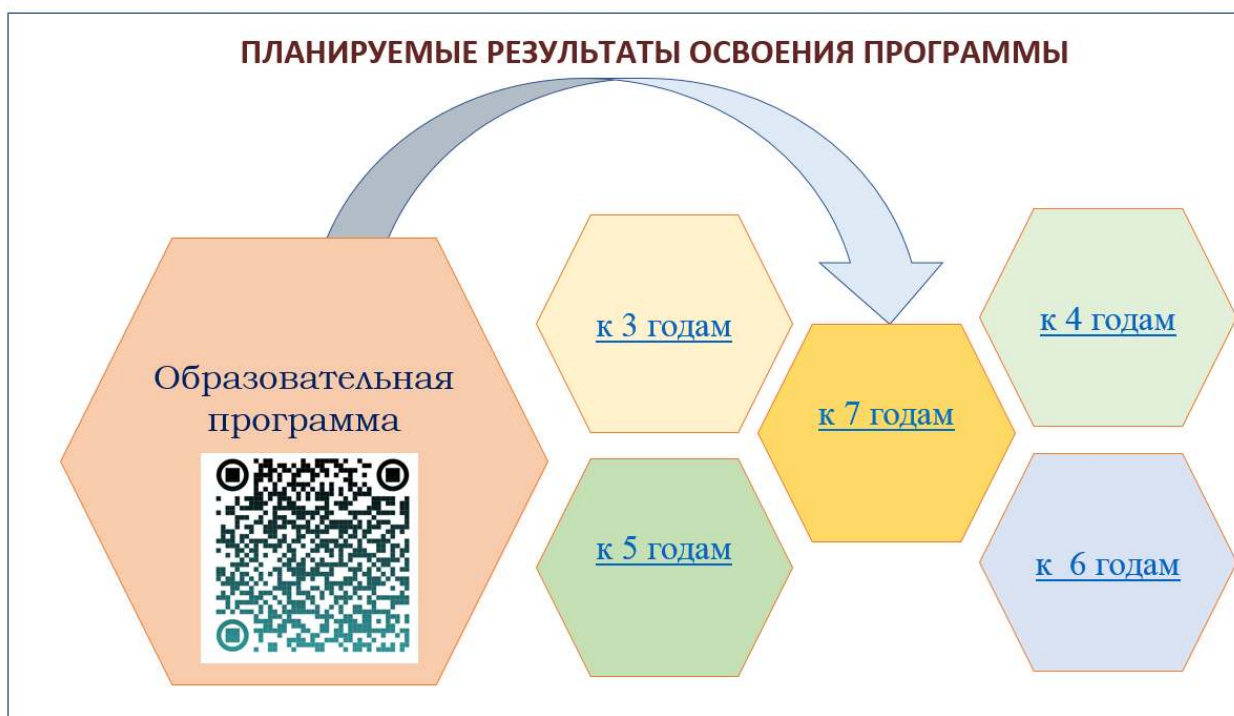 ПЛАНИРУЕМЫЕ РЕЗУЛЬТАТЫ ОСВОЕНИЯ ПРОГРАММЫ
Образовательная
программа
к 3 годам
к 4 годам
к 7 годам
к 5 годам
к  6 годам